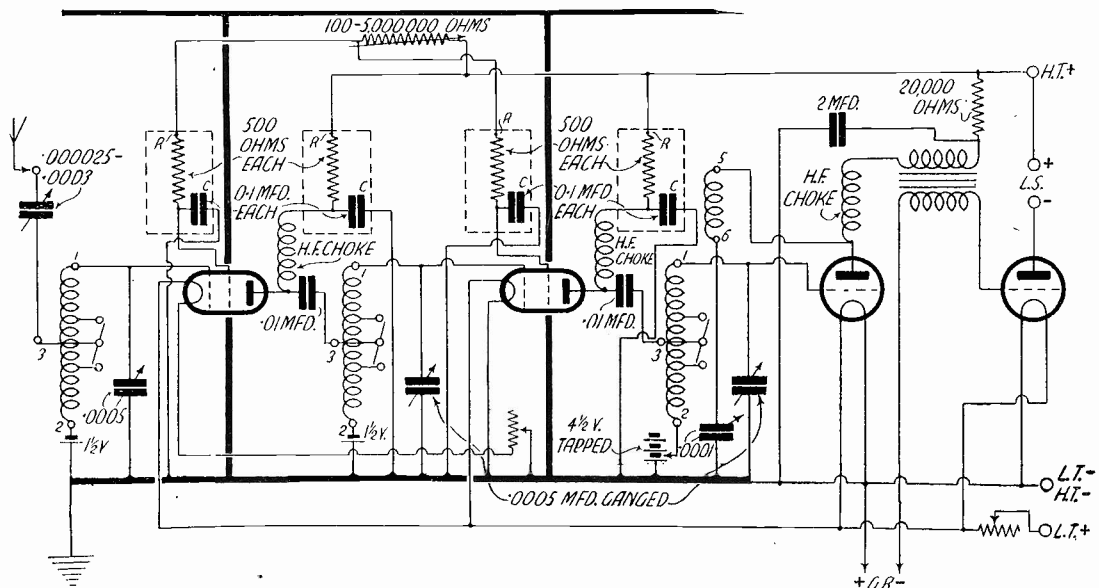 100-5,000,000 OHMS
H.T.+
20,000
OHMS
2 MFD.
.000025-
.0003
R'
500
OHMS
EACH
R'
R
500
OHMS
EACH
R
C
0.1 MFD.
EACH
C
C
0.1 MFD.
EACH
C
5
6
H.F.
CHOKE
+
L.S.
-
H.F. CHOKE
H.F.
CHOKE
1
1
1
.01 MFD.
.01 MFD.
3
3
3
.0005
2
1½V
2
1½V.
2
4½V.
TAPPED
.0001
.0005 MFD. GANGED
L.T.-
H.T.-
L.T.+
+G.B.-